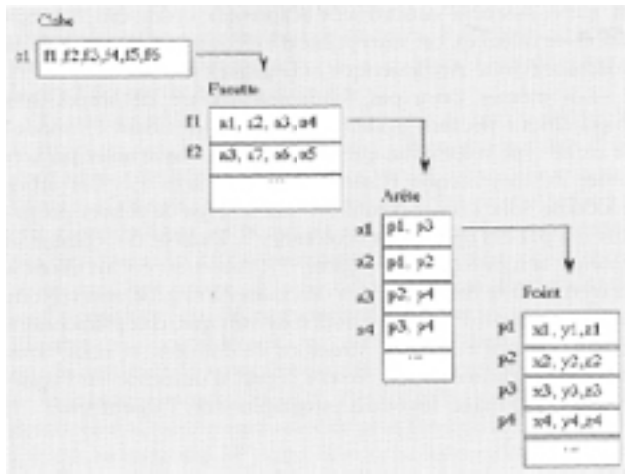 Cube
f1,f2,f3,f4,f5,f6
Facette
f1 a1, a2, a3, a4
f2 a3, a7, a6, a5
...
Arête
a1 p1, p3
a2 p1, p2
a3 p2, p4
a4 p3, p4
...
Point
p1 x1, y1, z1
p2 x2, y2, z2
p3 x3, y3, z3
p4 x4, y4, z4
...